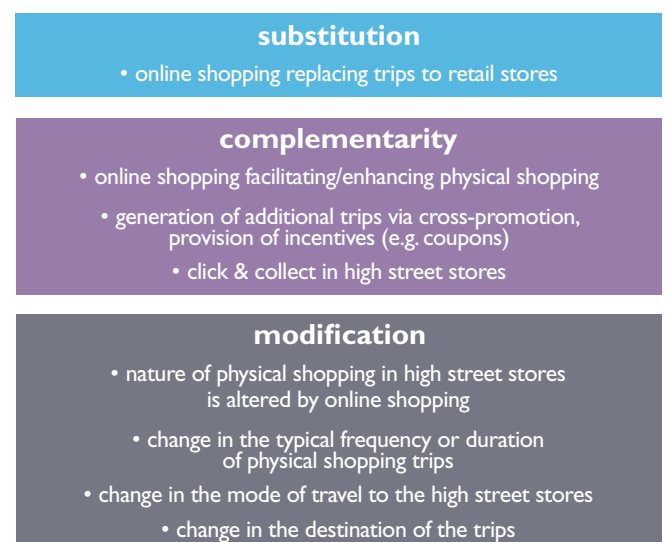 substitution
• online shopping replacing trips to retail stores
complementarity
• online shopping facilitating/enhancing physical shopping
• generation of additional trips via cross-promotion,
provision of incentives (e.g. coupons)
• click & collect in high street stores
modification
• nature of physical shopping in high street stores
is altered by online shopping
• change in the typical frequency or duration
of physical shopping trips
• change in the mode of travel to the high street stores
• change in the destination of the trips